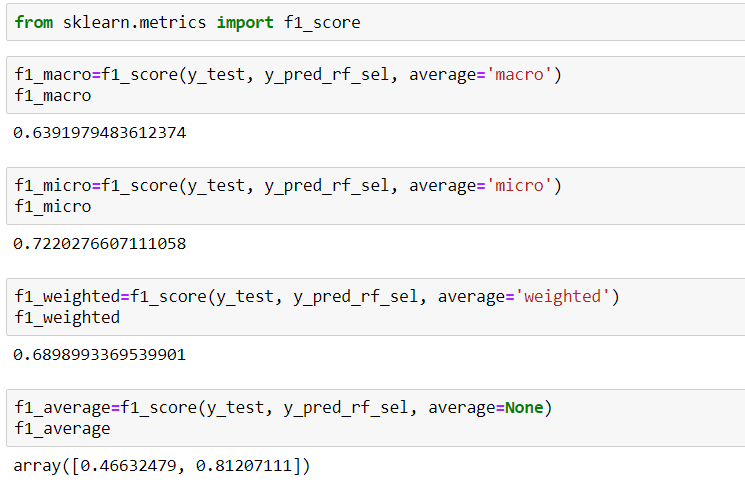 from sklearn.metrics import f1_score
f1_macro=f1_score(y_test, y_pred_rf_sel, average='macro')
f1_macro
0.6391979483612374
f1_micro=f1_score(y_test, y_pred_rf_sel, average='micro')
f1_micro
0.7220276607111058
f1_weighted=f1_score(y_test, y_pred_rf_sel, average='weighted')
f1_weighted
0.6898993369539901
f1_average=f1_score(y_test, y_pred_rf_sel, average=None)
f1_average
array([0.46632479, 0.81207111])